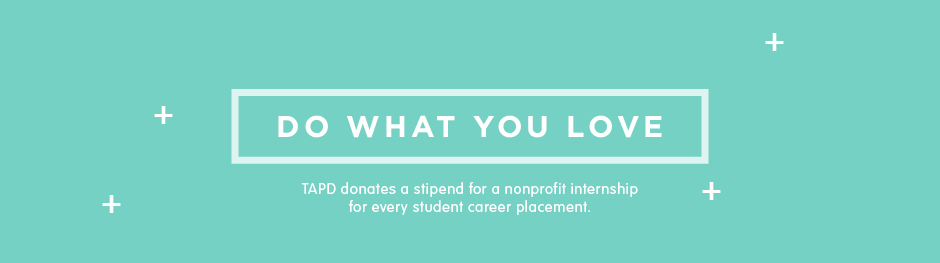 DO WHAT YOU LOVE
TAPD donates a stipend for a nonprofit internship
for every student career placement.